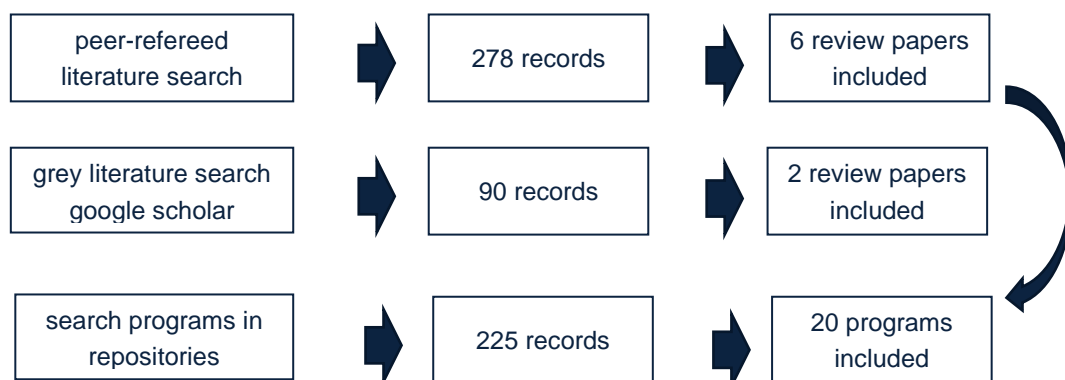 peer-refereed
literature search
278 records
6 review papers
included
grey literature search
google scholar
90 records
2 review papers
included
search programs in
repositories
225 records
20 programs
included